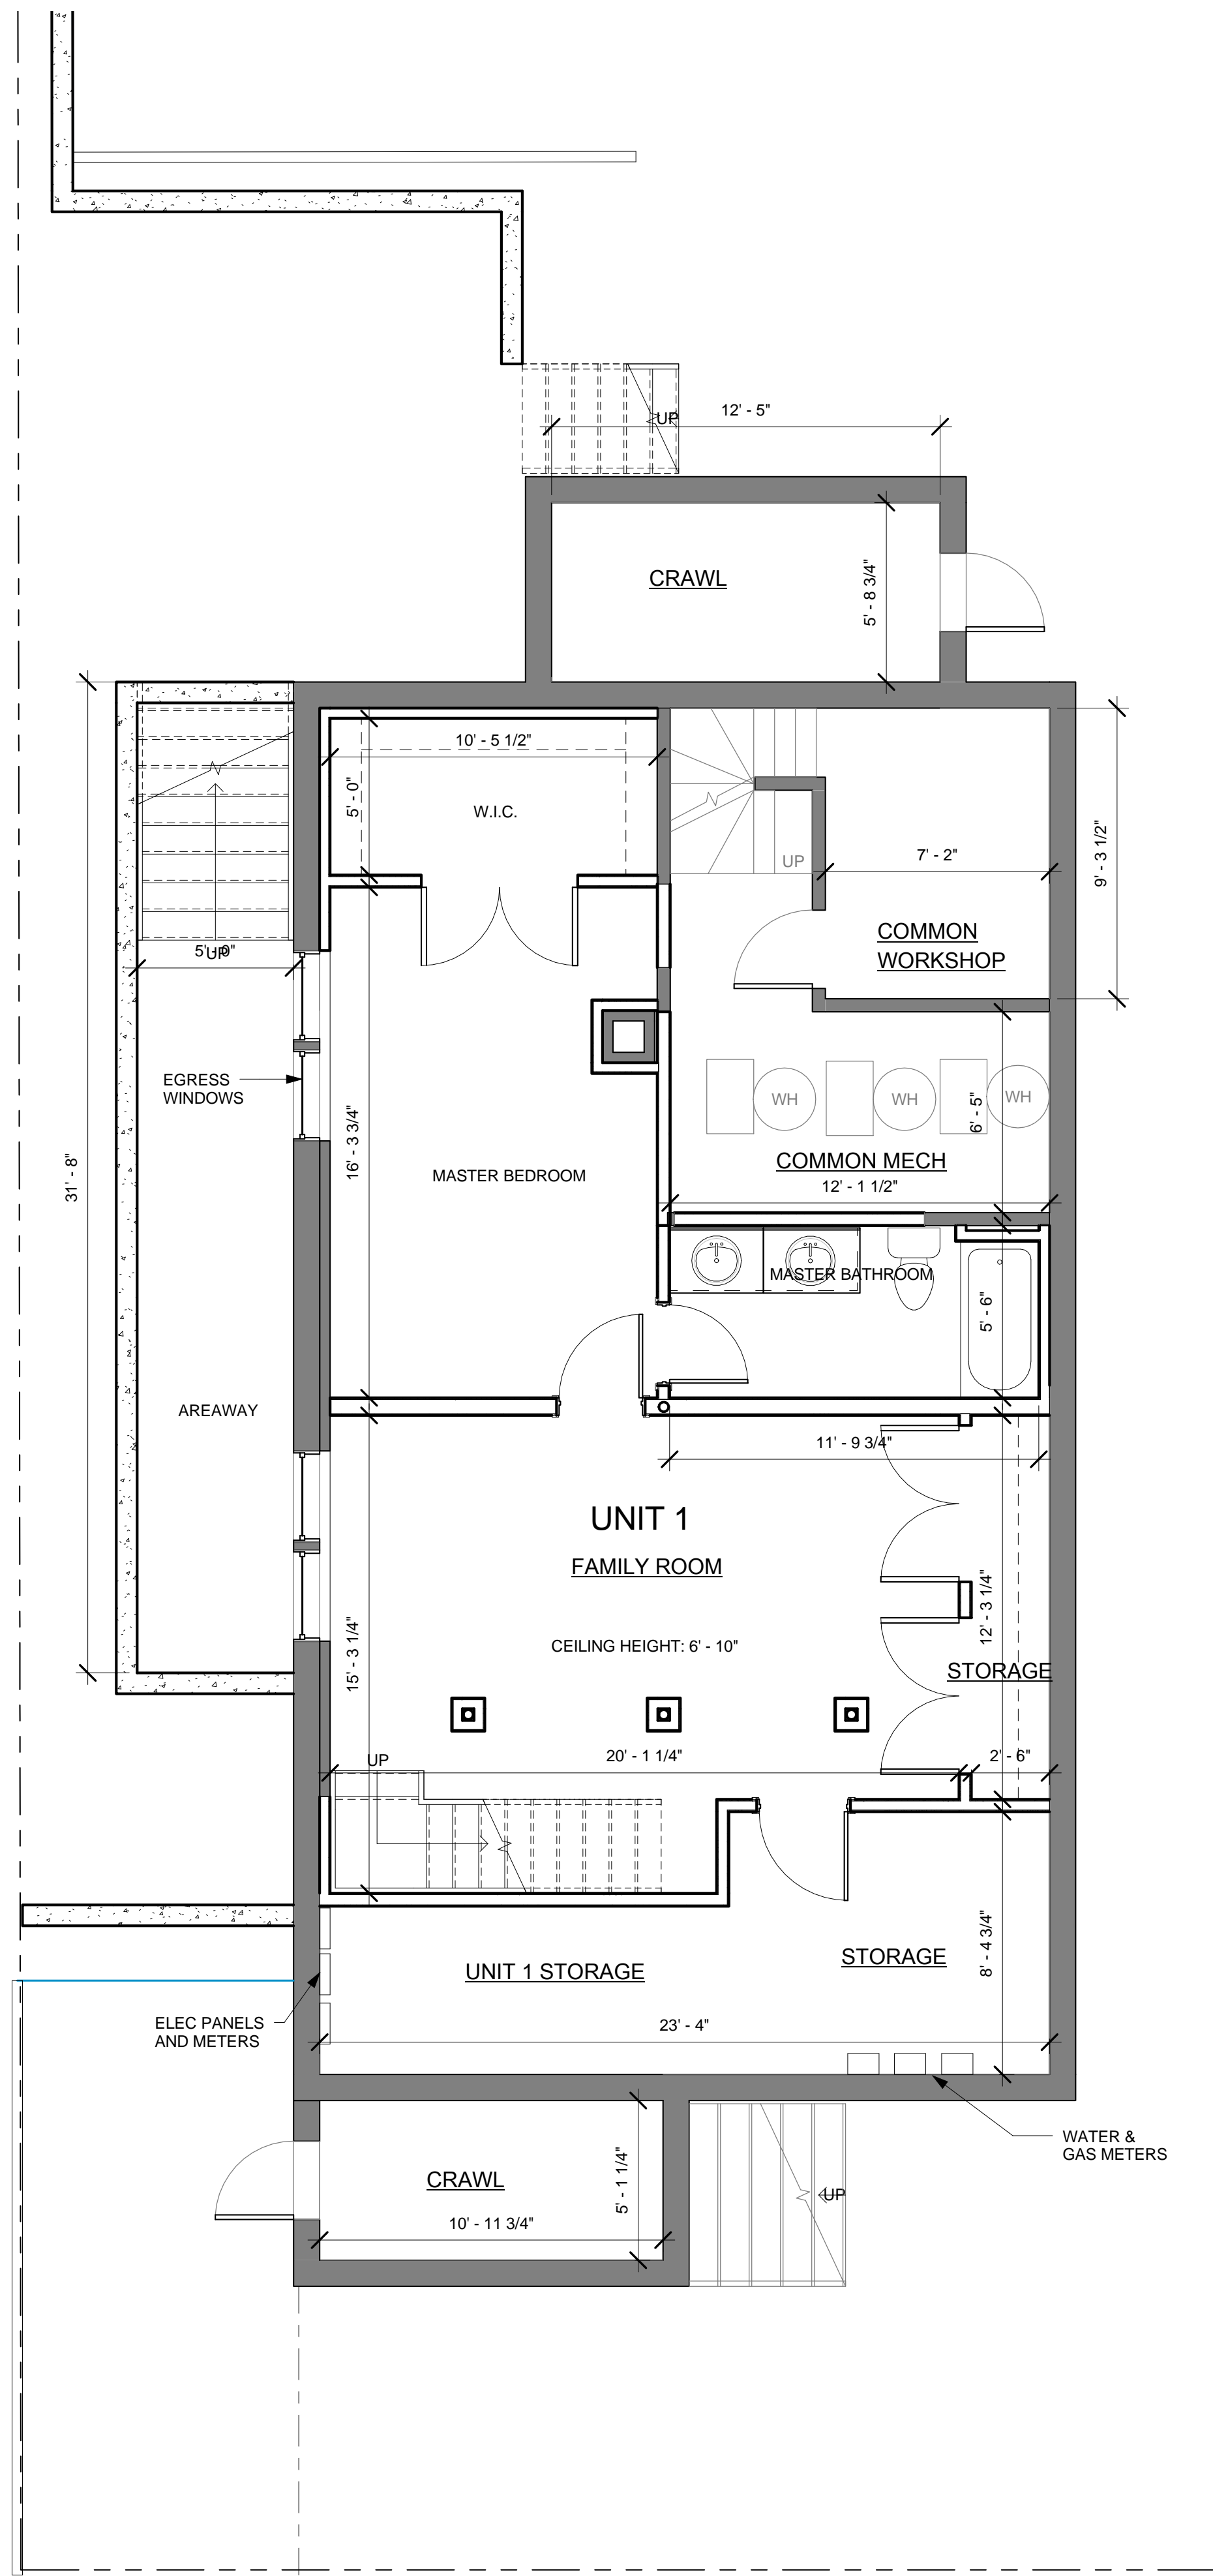 UP
12' - 5"
CRAWL
5' - 8 3/4"
10' - 5 1/2"
5' - 0"
W.I.C.
UP
7' - 2"
9' - 3 1/2"
COMMON
WORKSHOP
5' - 0"
UP
EGRESS
WINDOWS
WH
WH
WH
6' - 5"
16' - 3 3/4"
31' - 8"
MASTER BEDROOM
COMMON MECH
12' - 1 1/2"
MASTER BATHROOM
5' - 6"
AREAWAY
11' - 9 3/4"
UNIT 1
FAMILY ROOM
12' - 3 1/4"
CEILING HEIGHT: 6' - 10"
15' - 3 1/4"
STORAGE
UP
20' - 1 1/4"
2' - 6"
UNIT 1 STORAGE
STORAGE
8' - 4 3/4"
ELEC PANELS
AND METERS
23' - 4"
WATER &
GAS METERS
CRAWL
5' - 1 1/4"
UP
10' - 11 3/4"